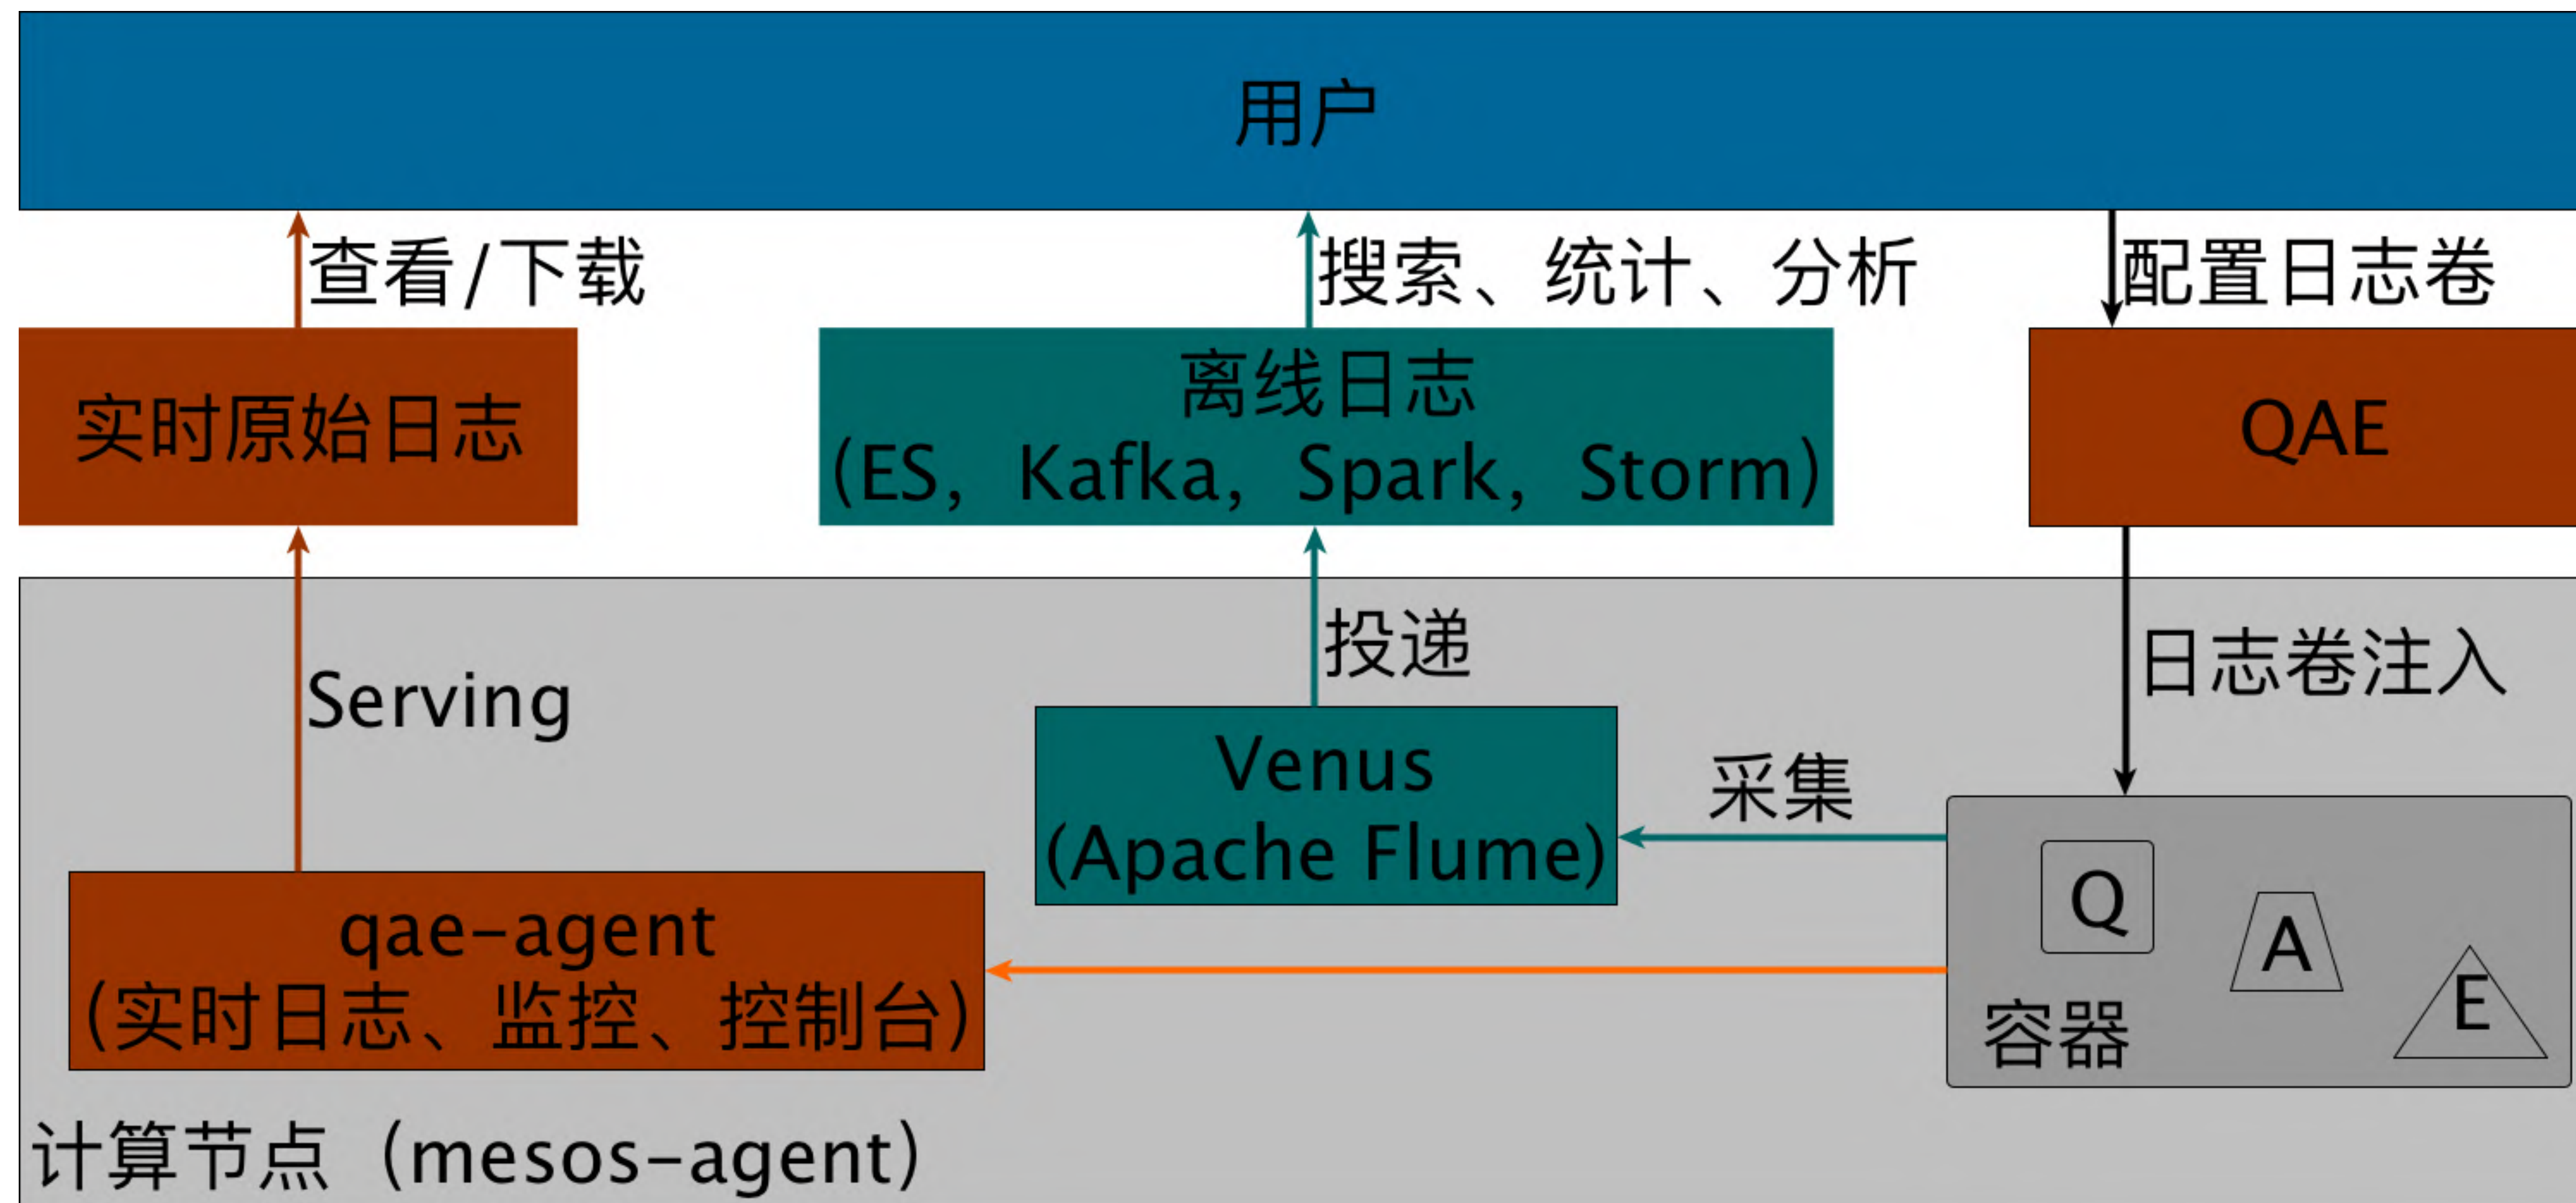 用户
查看/下载
搜索、统计、分析
配置日志卷
实时原始日志
离线日志
(ES, Kafka, Spark, Storm)
QAE
Serving
投递
日志卷注入
Venus
(Apache Flume)
采集
qae-agent
(实时日志、监控、控制台)
Q
A
E
容器
计算节点（mesos-agent）